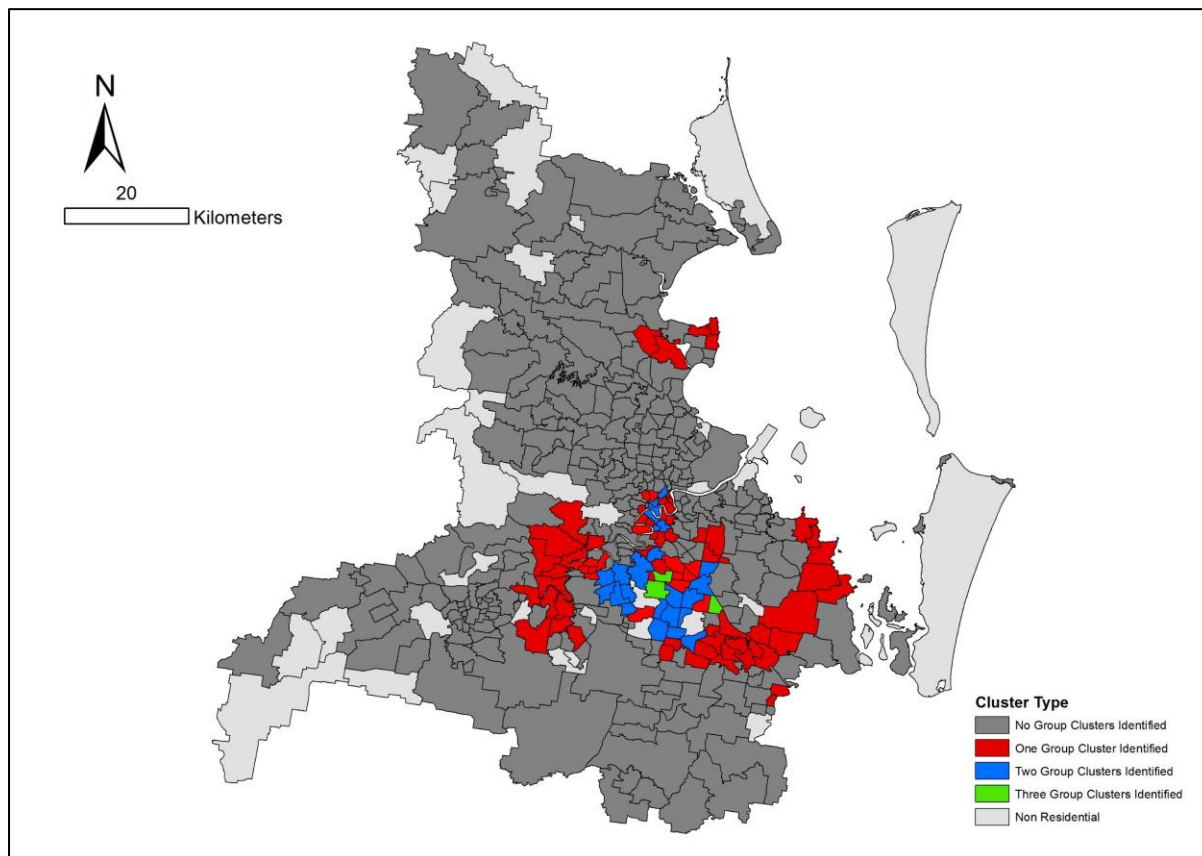 N
20
Kilometers
Cluster Type
No Group Clusters Identified
One Group Cluster Identified
Two Group Clusters Identified
Three Group Clusters Identified
Non Residential